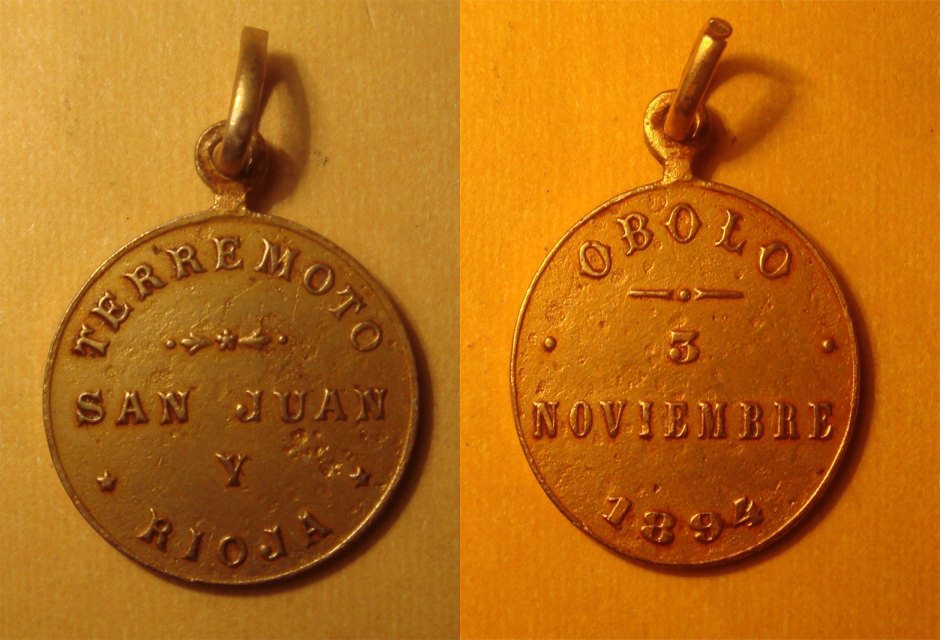 TERREMOTO
SAN JUAN
Y
RIOJA
OBOLO
3
NOVIEMBRE
1894